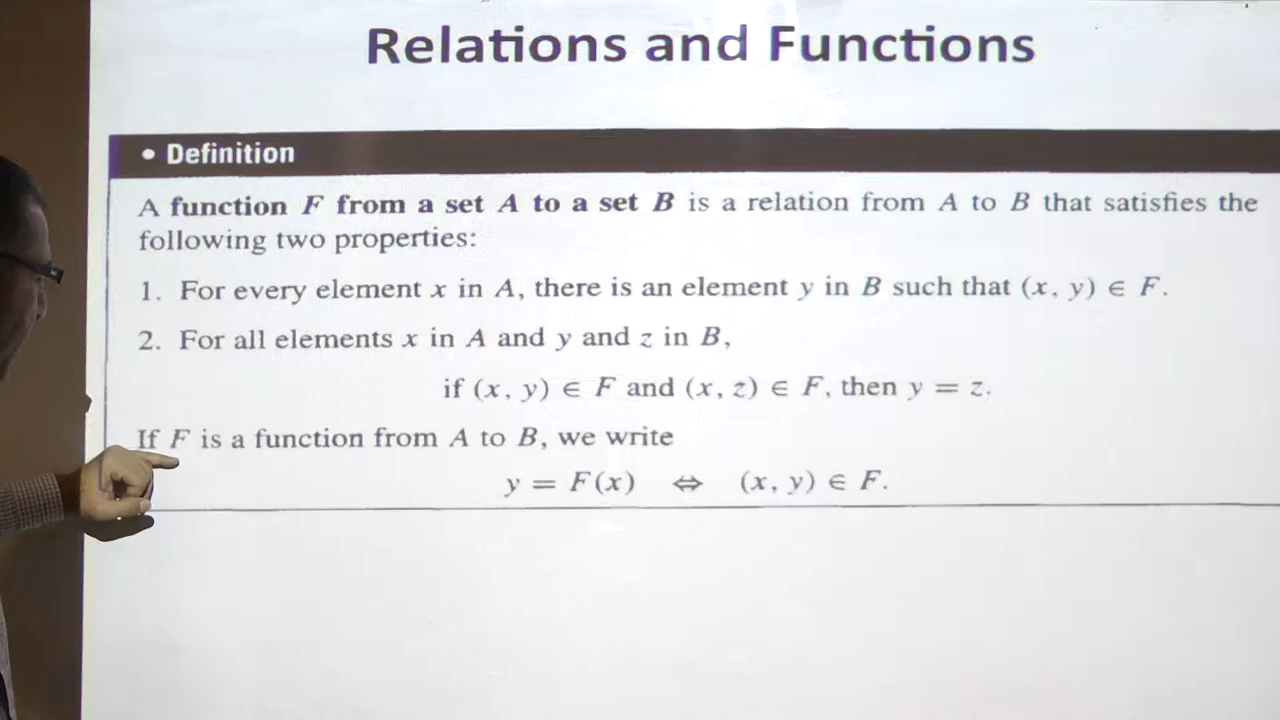 Relations and Functions
• Definition
A function F from a set A to a set B is a relation from A to B that satisfies the
following two properties:
1. For every element x in A, there is an element y in B such that (x, y) ∈ F.
2. For all elements x in A and y and z in B,
if (x, y) ∈ F and (x, z) ∈ F, then y = z.
If F is a function from A to B, we write
y = F(x) ⇔ (x, y) ∈ F.